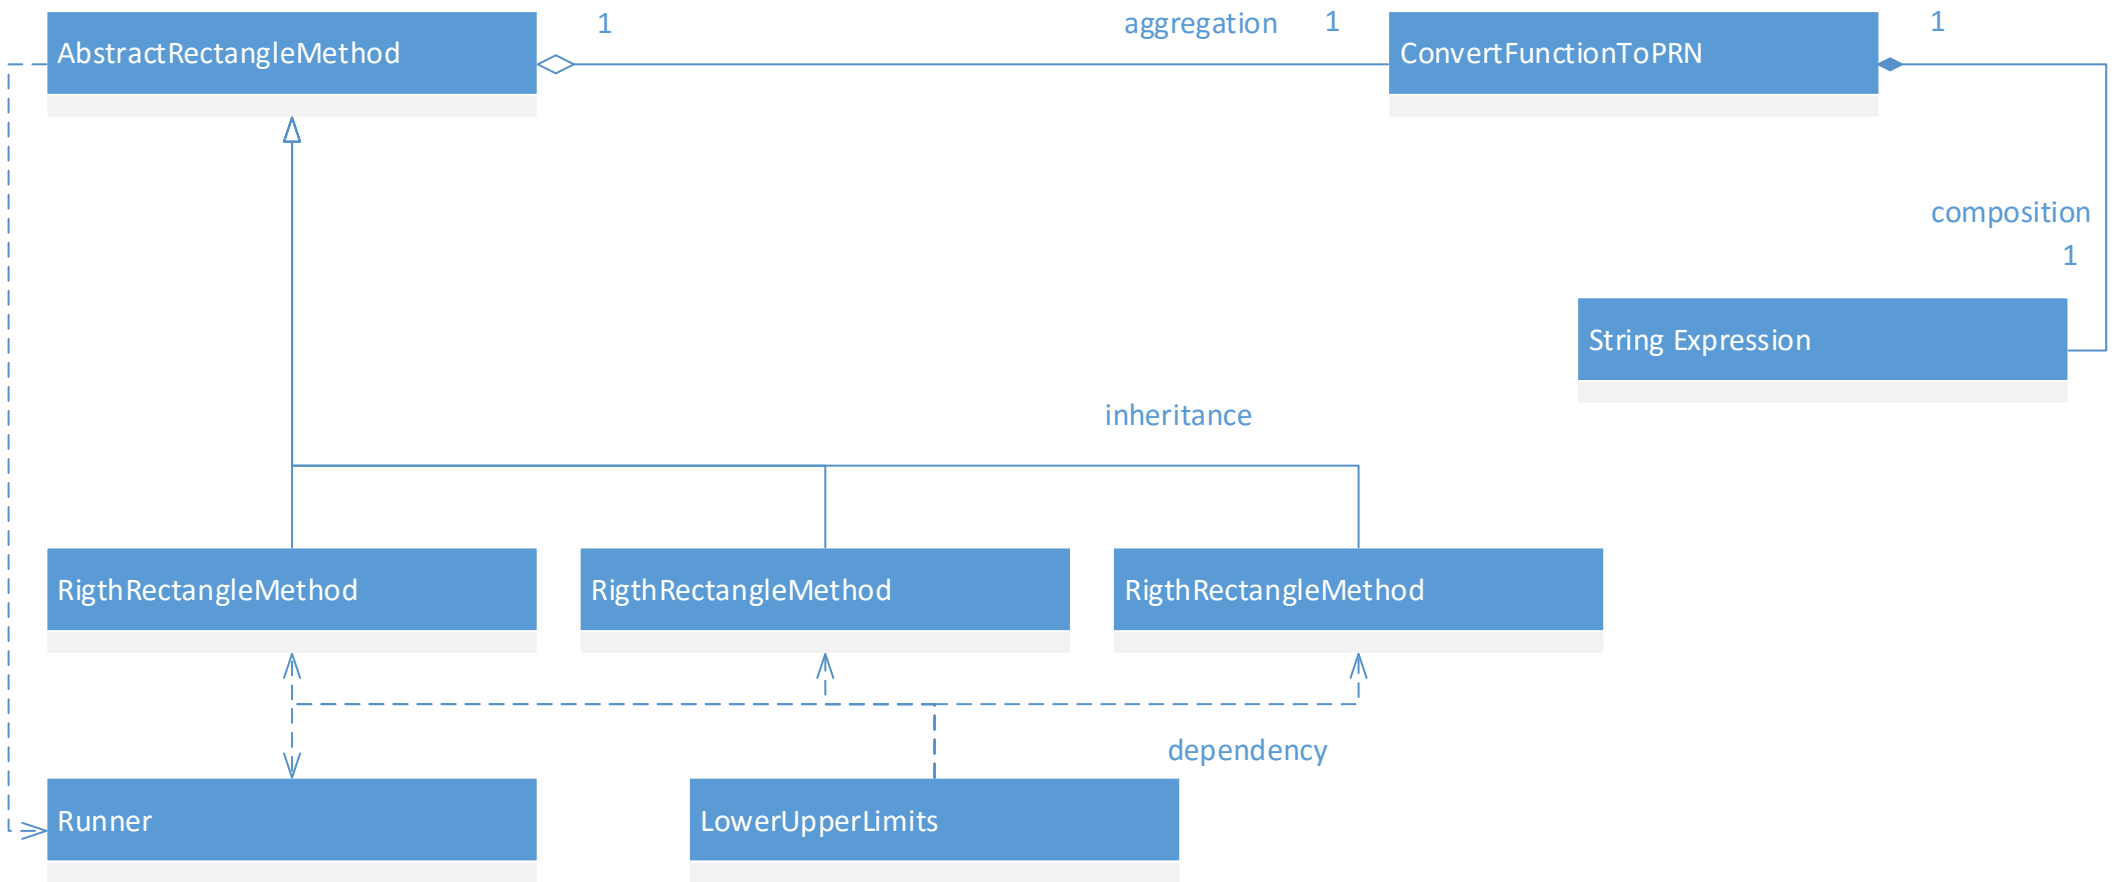 AbstractRectangleMethod
1
aggregation
1
ConvertFunctionToPRN
1
composition
1
String Expression
inheritance
RigthRectangleMethod
RigthRectangleMethod
RigthRectangleMethod
dependency
Runner
LowerUpperLimits